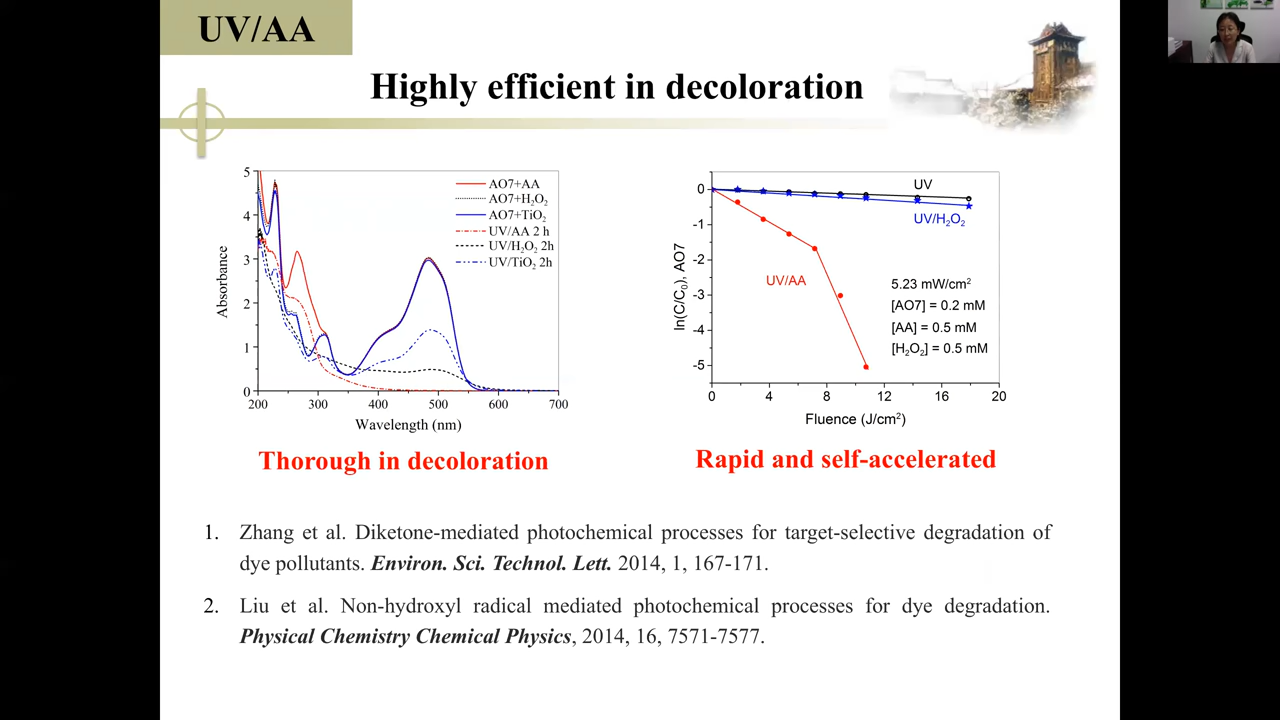 UV/AA
Highly efficient in decoloration
5
4
3
2
1
0
Absorbance
AO7+AA
AO7+H₂O₂
AO7+TiO₂
UV/AA 2 h
UV/H₂O₂ 2h
UV/TiO₂ 2h
200 300 400 500 600 700
Wavelength (nm)
Thorough in decoloration
0
-1
-2
-3
-4
-5
ln(C/C₀), AO7
UV
UV/H₂O₂
UV/AA
5.23 mW/cm²
[AO7] = 0.2 mM
[AA] = 0.5 mM
[H₂O₂] = 0.5 mM
0 4 8 12 16 20
Fluence (J/cm²)
Rapid and self-accelerated
1. Zhang et al. Diketone-mediated photochemical processes for target-selective degradation of
dye pollutants. Environ. Sci. Technol. Lett. 2014, 1, 167-171.
2. Liu et al. Non-hydroxyl radical mediated photochemical processes for dye degradation.
Physical Chemistry Chemical Physics, 2014, 16, 7571-7577.